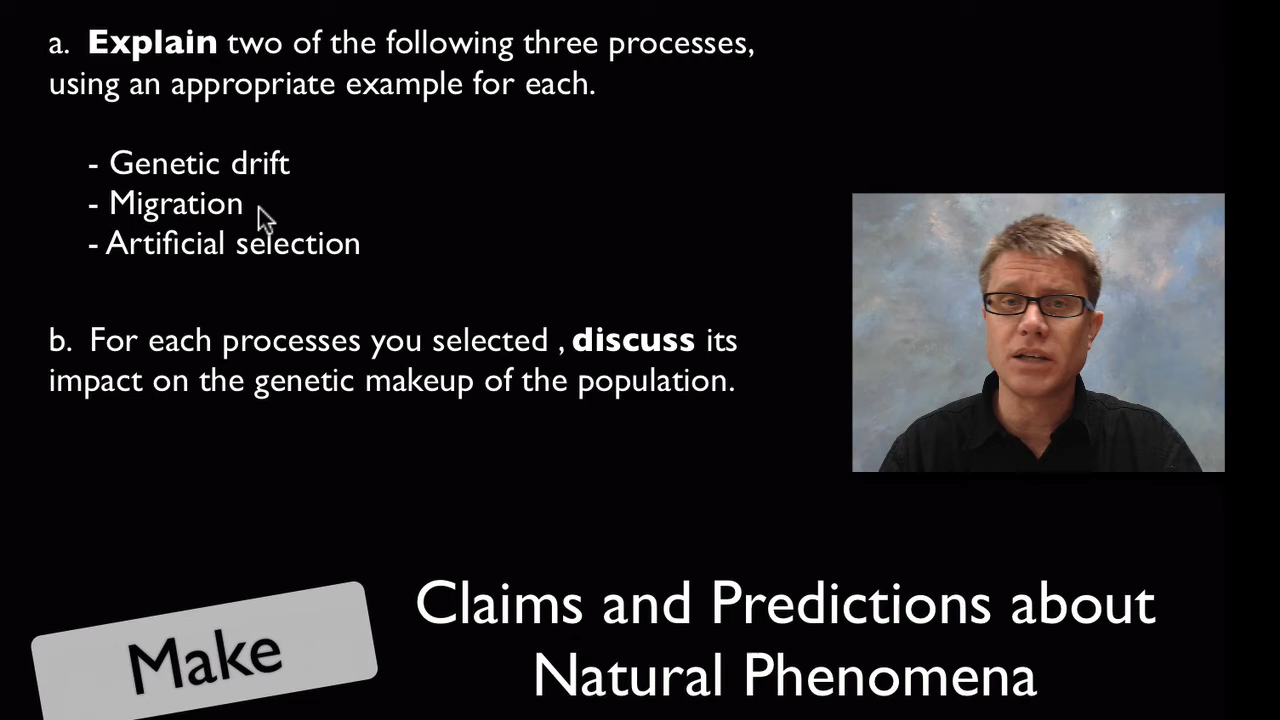 a. Explain two of the following three processes,
using an appropriate example for each.
- Genetic drift
- Migration
- Artificial selection
b. For each processes you selected , discuss its
impact on the genetic makeup of the population.
Make
Claims and Predictions about
Natural Phenomena